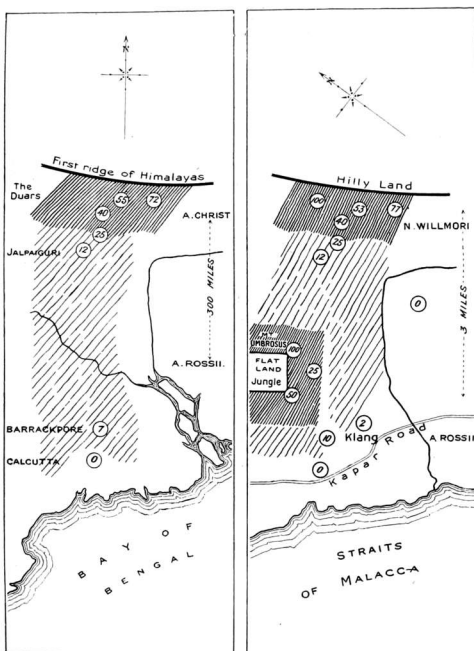 N
First ridge of Himalayas
The
Duars
55
72
40
A. CHRIST
25
JALPAIGURI
12
300 MILES
A. ROSSII.
BARRACKPORE
7
CALCUTTA
0
BAY OF
BENGAL
N
Hilly Land
100
53
77
40
N. WILLMORI
25
12
0
3 MILES
MT
UMBROSUS
100
FLAT
LAND
25
Jungle
50
2
10
Klang
A ROSSII
0
Kapar Road
STRAITS
OF MALACCA